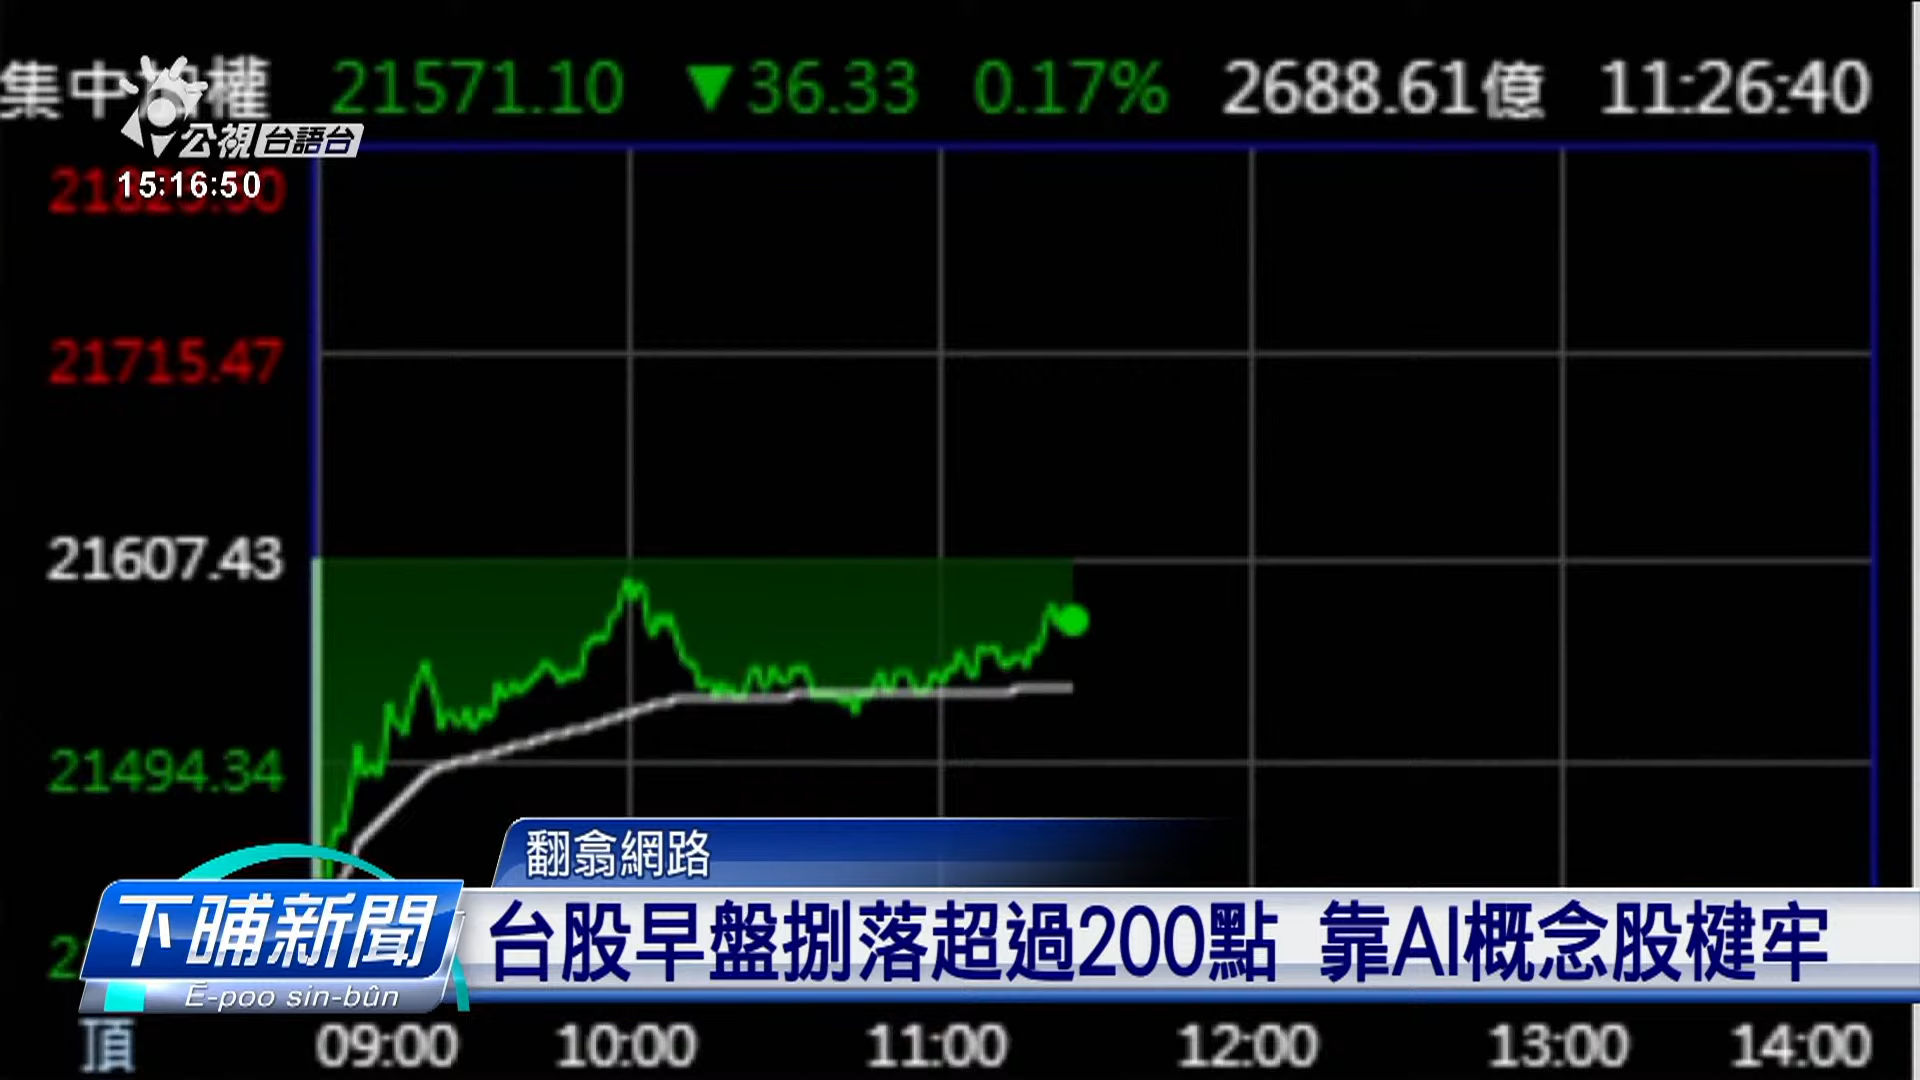 集中 權 21571.10 ▼36.33 0.17% 2688.61億 11:26:40
公視台語台
15:16:50
21715.47
21607.43
21494.34
翻翕網路
下晡新聞
台股早盤捌落超過200點 靠AI概念股楗牢
Ē-poo sin-bûn
頂 09:00 10:00 11:00 12:00 13:00 14:00